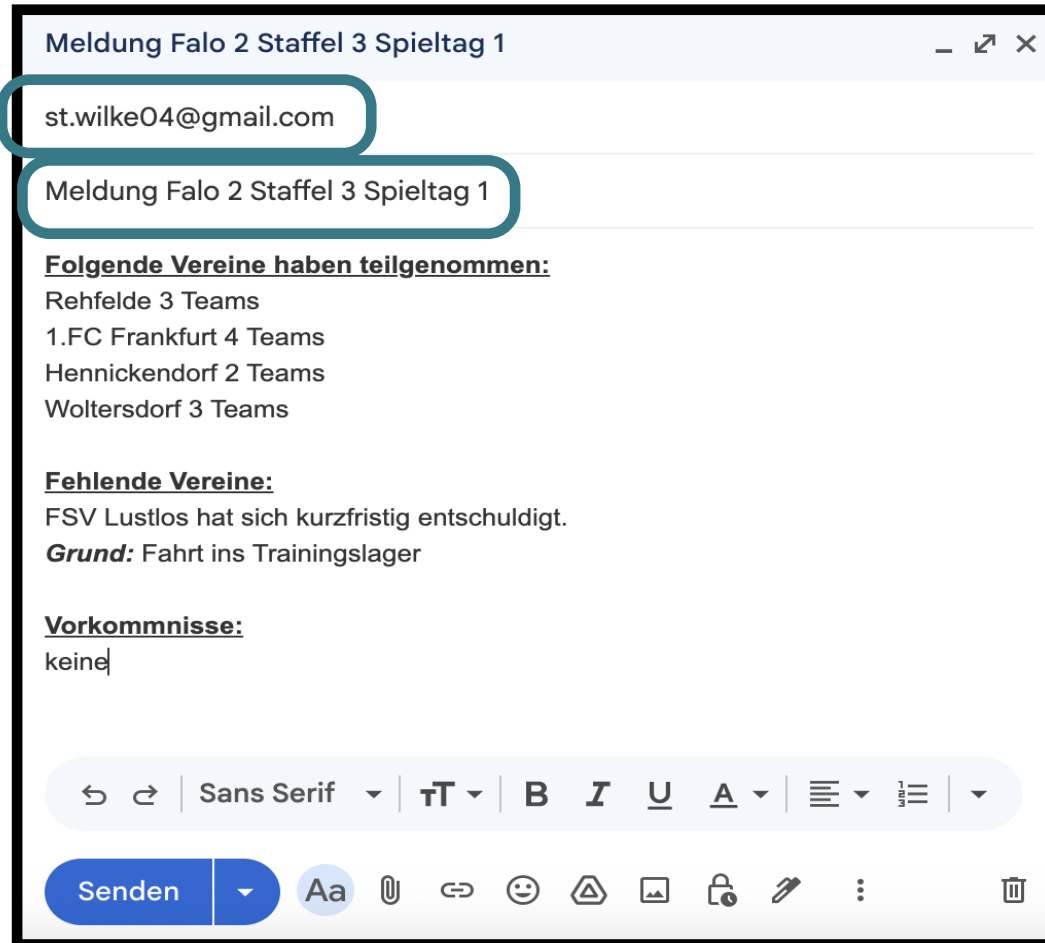 Meldung Falo 2 Staffel 3 Spieltag 1
st.wilke04@gmail.com
Meldung Falo 2 Staffel 3 Spieltag 1
Folgende Vereine haben teilgenommen:
Rehfelde 3 Teams
1.FC Frankfurt 4 Teams
Hennickendorf 2 Teams
Woltersdorf 3 Teams
Fehlende Vereine:
FSV Lustlos hat sich kurzfristig entschuldigt.
Grund: Fahrt ins Trainingslager
Vorkommnisse:
keine
Sans Serif TT B I U A
Senden Aa